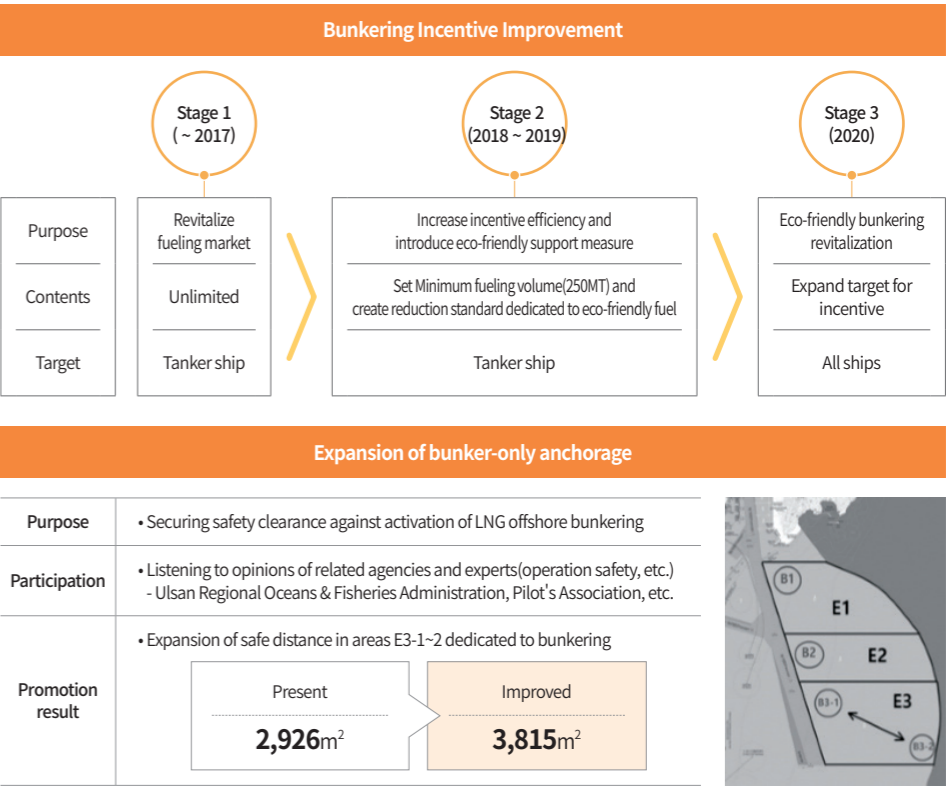 Bunkering Incentive Improvement
Stage 1
( ~ 2017)
Stage 2
(2018 ~ 2019)
Stage 3
(2020)
Purpose
Revitalize
fueling market
Increase incentive efficiency and
introduce eco-friendly support measure
Eco-friendly bunkering
revitalization
Contents
Unlimited
Set Minimum fueling volume(250MT) and
create reduction standard dedicated to eco-friendly fuel
Expand target for
incentive
Target
Tanker ship
Tanker ship
All ships
Expansion of bunker-only anchorage
Purpose
• Securing safety clearance against activation of LNG offshore bunkering
Participation
• Listening to opinions of related agencies and experts(operation safety, etc.)
- Ulsan Regional Oceans & Fisheries Administration, Pilot's Association, etc.
Promotion
result
• Expansion of safe distance in areas E3-1~2 dedicated to bunkering
Present
2,926m²
Improved
3,815m²
B1
E1
B2
E2
B3-1
E3
B3-2